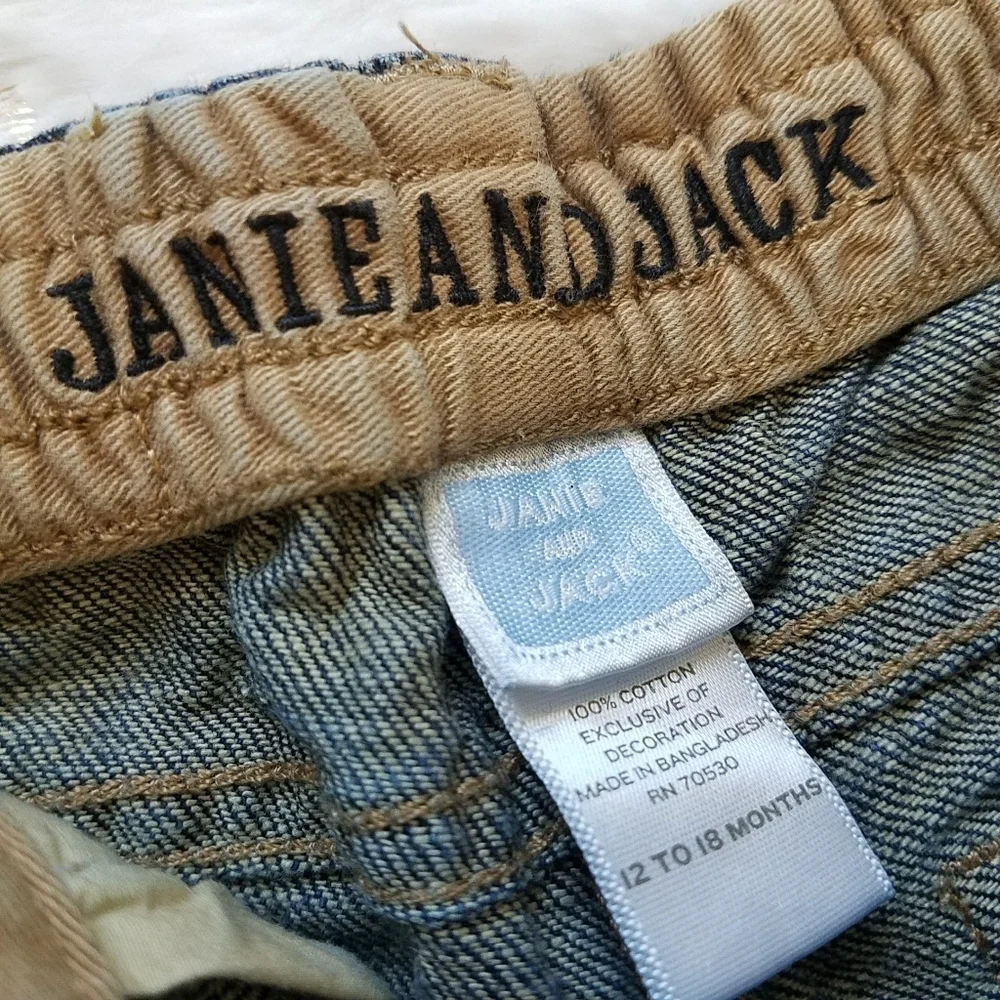 JANIEANDJACK
JANIE
AND
JACK®
100% COTTON
EXCLUSIVE OF
DECORATION
MADE IN BANGLADESH
RN 70530
12 TO 18 MONTHS